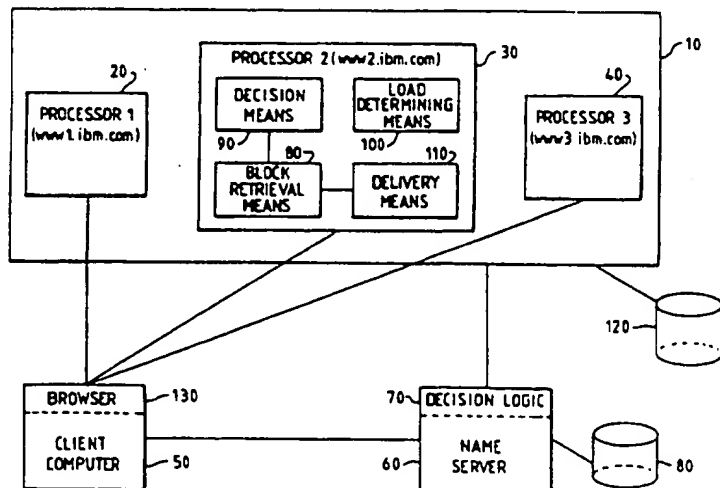 10
20
PROCESSOR 1
(www1.ibm.com)
PROCESSOR 2 (www2.ibm.com)
30
DECISION
MEANS
90
LOAD
DETERMINING
MEANS
100
80
BLOCK
RETRIEVAL
MEANS
110
DELIVERY
MEANS
40
PROCESSOR 3
(www3 ibm.com)
120
BROWSER
130
CLIENT
COMPUTER
50
70
DECISION LOGIC
60
NAME
SERVER
80